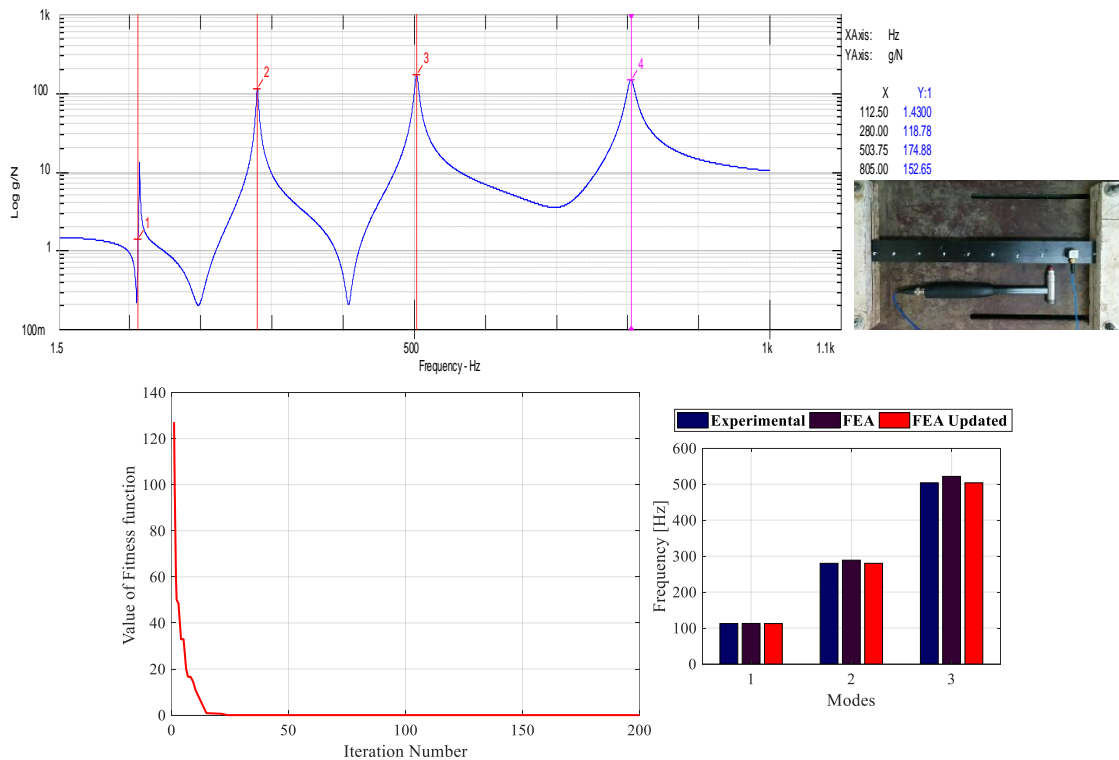 1k
100
10
1
100m
Log g/N
1
2
3
4
1.5
500
1k
1.1k
Frequency - Hz
XAxis: Hz
YAxis: g/N
X Y:1
112.50 1.4300
280.00 118.78
503.75 174.88
805.00 152.65
140
120
100
80
60
40
20
0
Value of Fitness function
0 50 100 150 200
Iteration Number
Experimental FEA FEA Updated
600
500
400
300
200
100
0
Frequency [Hz]
1 2 3
Modes